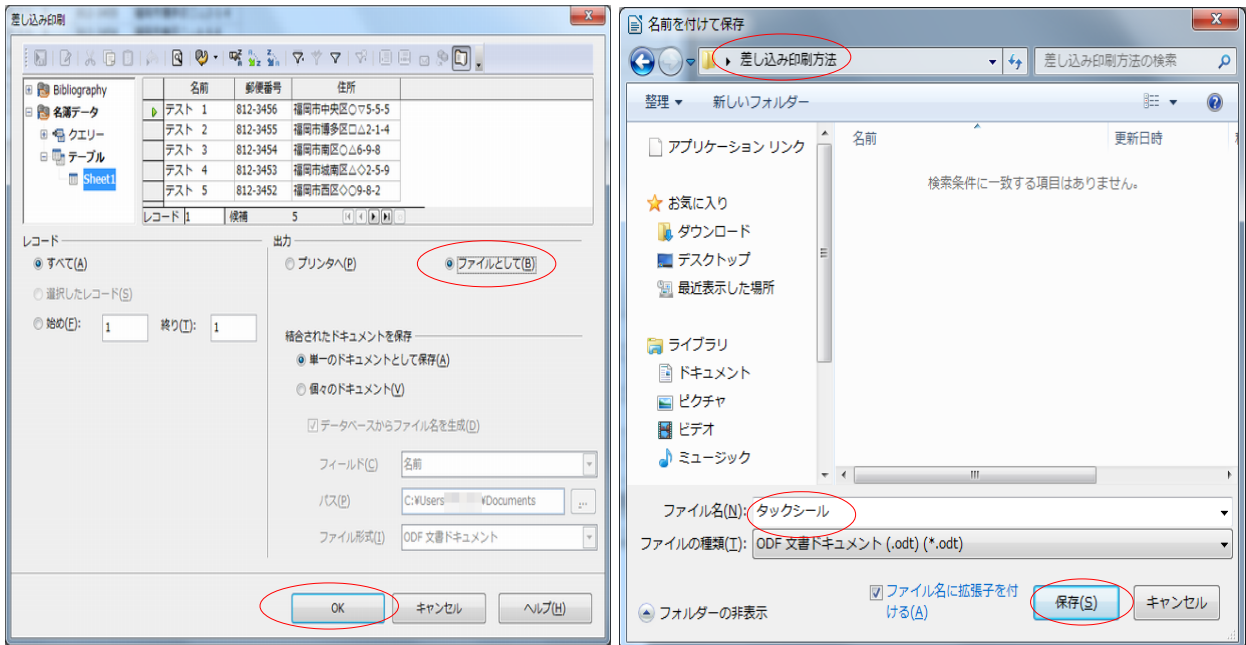 差し込み印刷
Bibliography
名簿データ
クエリー
テーブル
Sheet1
名前 郵便番号 住所
テスト 1 812-3456 福岡市中央区○▽5-5-5
テスト 2 812-3455 福岡市博多区□△2-1-4
テスト 3 812-3454 福岡市南区○△6-9-8
テスト 4 812-3453 福岡市城南区△◇2-5-9
テスト 5 812-3452 福岡市西区◇○9-8-2
レコード 1 候補 5
レコード
すべて(A)
選択したレコード(S)
始め(F): 1 終り(T): 1
出力
プリンタへ(P) ファイルとして(B)
結合されたドキュメントを保存
単一のドキュメントとして保存(A)
個々のドキュメント(V)
データベースからファイル名を生成(D)
フィールド(C) 名前
パス(P) C:¥Users ¥Documents ...
ファイル形式(I) ODF 文書ドキュメント
OK キャンセル ヘルプ(H)
名前を付けて保存
差し込み印刷方法 差し込み印刷方法の検索
整理 新しいフォルダー
アプリケーション リンク
お気に入り
ダウンロード
デスクトップ
最近表示した場所
ライブラリ
ドキュメント
ピクチャ
ビデオ
ミュージック
名前 更新日時
検索条件に一致する項目はありません。
ファイル名(N): タックシール
ファイルの種類(T): ODF 文書ドキュメント (.odt) (*.odt)
フォルダーの非表示
ファイル名に拡張子を付
ける(A)
保存(S) キャンセル